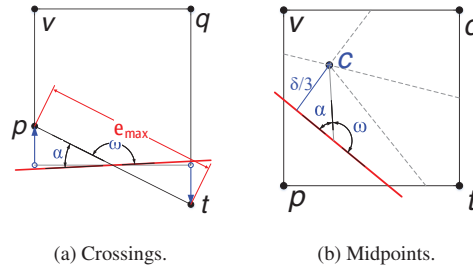 v q
p e_max
α ω
t
v c
c
δ/3
α ω
p t
(a) Crossings.
(b) Midpoints.